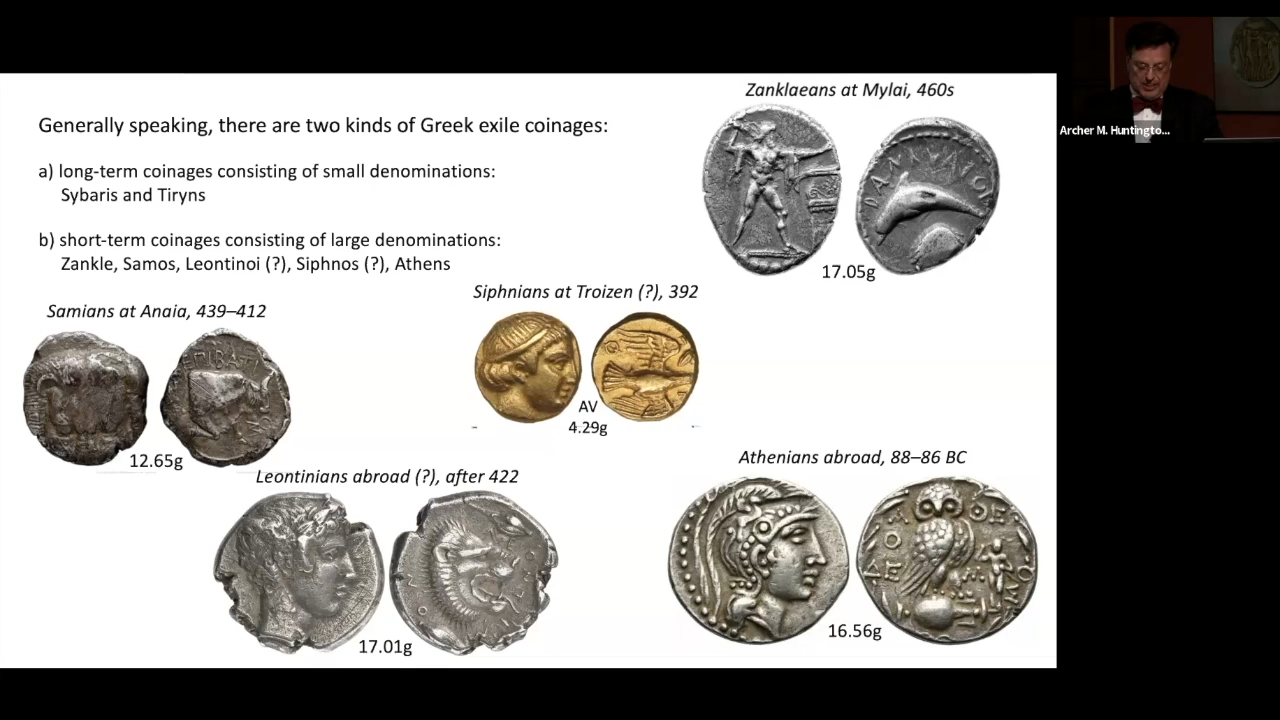 Generally speaking, there are two kinds of Greek exile coinages:
a) long-term coinages consisting of small denominations:
Sybaris and Tiryns
b) short-term coinages consisting of large denominations:
Zankle, Samos, Leontinoi (?), Siphnos (?), Athens
Zanklaeans at Mylai, 460s
17.05g
Samians at Anaia, 439–412
12.65g
Siphnians at Troizen (?), 392
AV
4.29g
Leontinians abroad (?), after 422
17.01g
Athenians abroad, 88–86 BC
16.56g
Archer M. Huntingto...